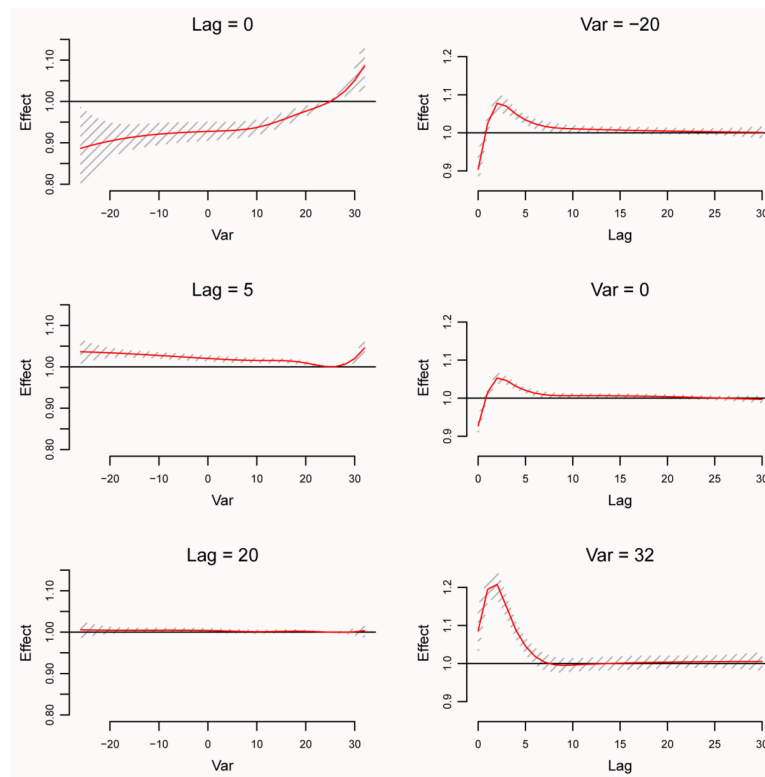 Lag = 0
Effect
0.80 0.90 1.00 1.10
−20 −10 0 10 20 30
Var
Var = −20
Effect
0.9 1.0 1.1 1.2
0 5 10 15 20 25 30
Lag
Lag = 5
Effect
0.80 0.90 1.00 1.10
−20 −10 0 10 20 30
Var
Var = 0
Effect
0.9 1.0 1.1 1.2
0 5 10 15 20 25 30
Lag
Lag = 20
Effect
0.80 0.90 1.00 1.10
−20 −10 0 10 20 30
Var
Var = 32
Effect
0.9 1.0 1.1 1.2
0 5 10 15 20 25 30
Lag